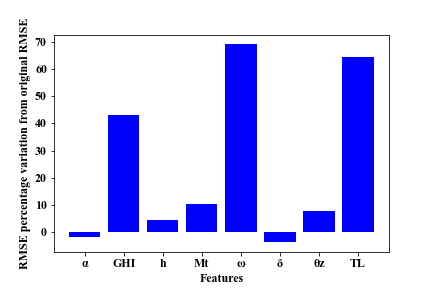 RMSE percentage variation from original RMSE
70
60
50
40
30
20
10
0
α GHI h Mt ω δ θz TL
Features